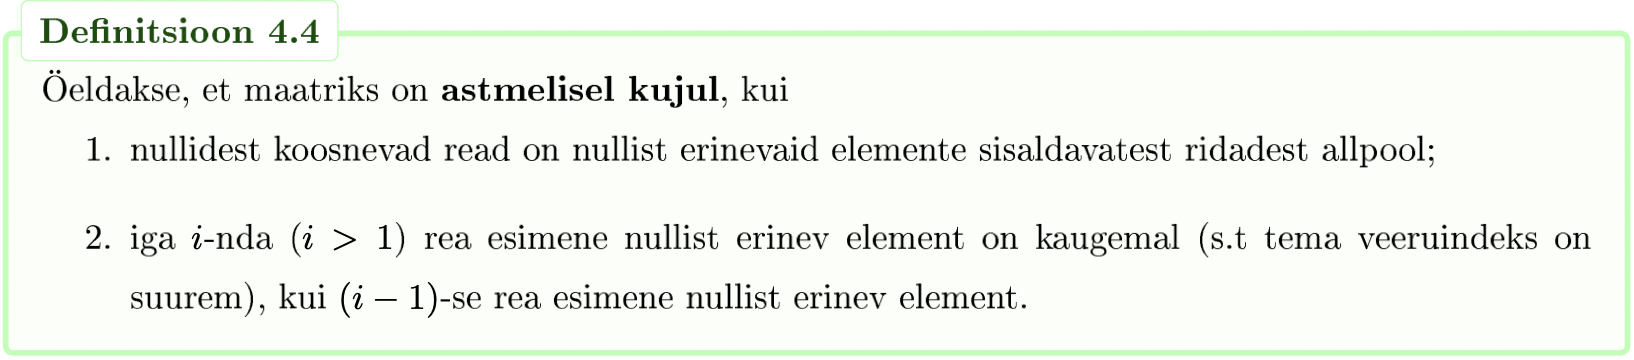 Definitsioon 4.4
Öeldakse, et maatriks on astmelisel kujul, kui
1. nullidest koosnevad read on nullist erinevaid elemente sisaldavatest ridadest allpool;
2. iga i-nda (i > 1) rea esimene nullist erinev element on kaugemal (s.t tema veeruindeks on
suurem), kui (i − 1)-se rea esimene nullist erinev element.